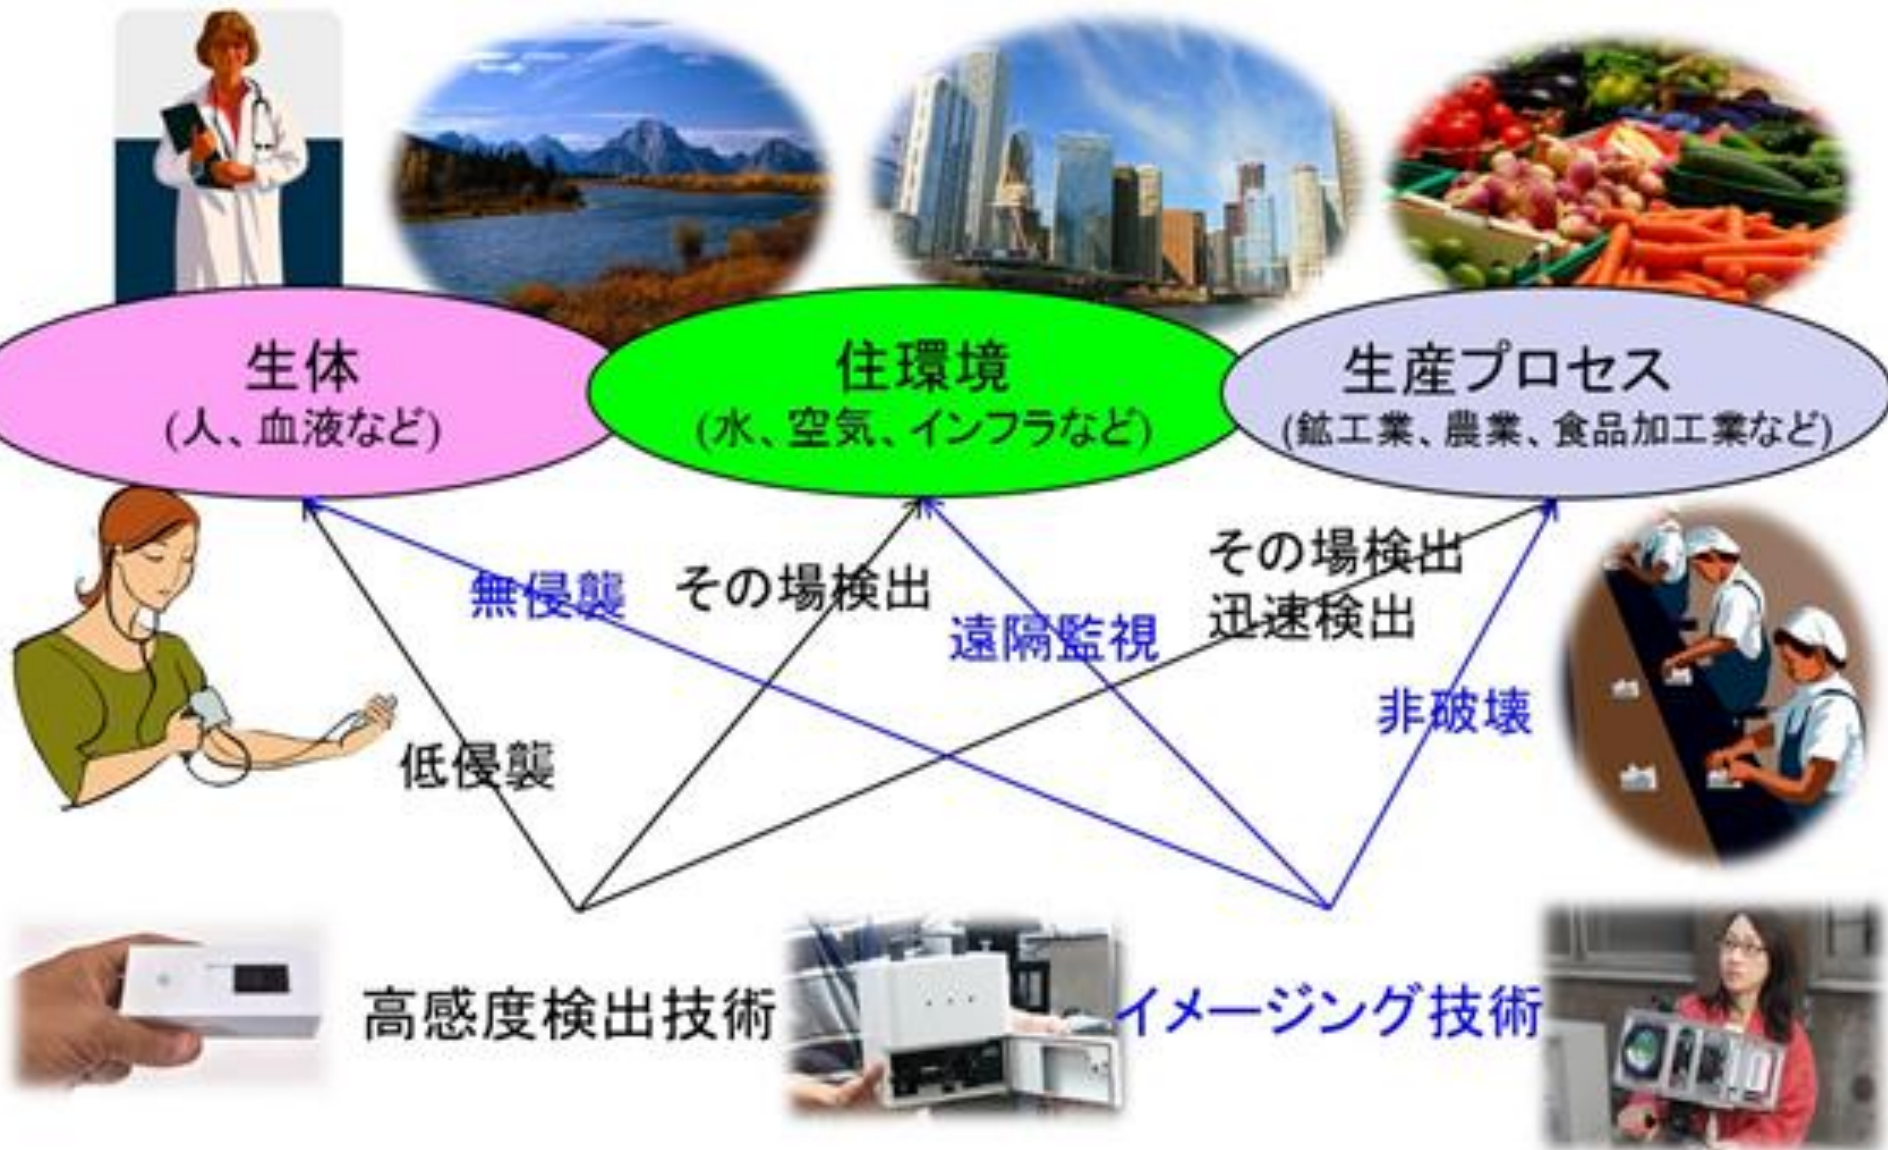 生体
(人、血液など)
住環境
(水、空気、インフラなど)
生産プロセス
(鉱工業、農業、食品加工業など)
無侵襲
その場検出
遠隔監視
その場検出
迅速検出
非破壊
低侵襲
高感度検出技術
イメージング技術